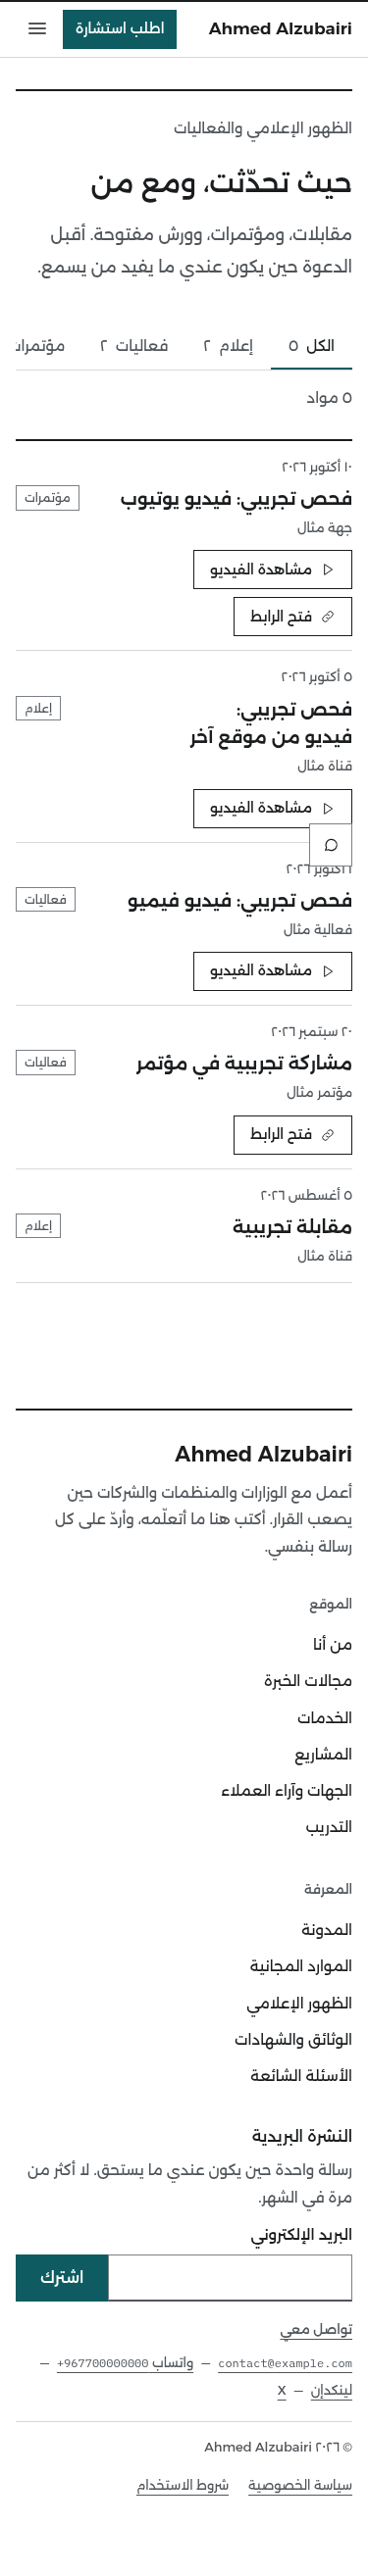 Ahmed Alzubairi
اطلب استشارة
الظهور الإعلامي والفعاليات
حيث تحدّثت، ومع من
مقابلات، ومؤتمرات، وورش مفتوحة. أقبل
الدعوة حين يكون عندي ما يفيد من يسمع.
الكل ٥ إعلام ٢ فعاليات ٢ مؤتمرات
٥ مواد
١٠ أكتوبر ٢٠٢٦
فحص تجريبي: فيديو يوتيوب
مؤتمرات
جهة مثال
مشاهدة الفيديو
فتح الرابط
٥ أكتوبر ٢٠٢٦
فحص تجريبي:
فيديو من موقع آخر
إعلام
قناة مثال
مشاهدة الفيديو
١ أكتوبر ٢٠٢٦
فحص تجريبي: فيديو فيميو
فعاليات
فعالية مثال
مشاهدة الفيديو
٢٠ سبتمبر ٢٠٢٦
مشاركة تجريبية في مؤتمر
فعاليات
مؤتمر مثال
فتح الرابط
٥ أغسطس ٢٠٢٦
مقابلة تجريبية
إعلام
قناة مثال
Ahmed Alzubairi
أعمل مع الوزارات والمنظمات والشركات حين
يصعب القرار. أكتب هنا ما أتعلّمه، وأردّ على كل
رسالة بنفسي.
الموقع
من أنا
مجالات الخبرة
الخدمات
المشاريع
الجهات وآراء العملاء
التدريب
المعرفة
المدونة
الموارد المجانية
الظهور الإعلامي
الوثائق والشهادات
الأسئلة الشائعة
النشرة البريدية
رسالة واحدة حين يكون عندي ما يستحق. لا أكثر من
مرة في الشهر.
البريد الإلكتروني
اشترك
تواصل معي
contact@example.com — واتساب +967700000000 —
لينكدإن — X
© ٢٠٢٦ Ahmed Alzubairi
سياسة الخصوصية شروط الاستخدام